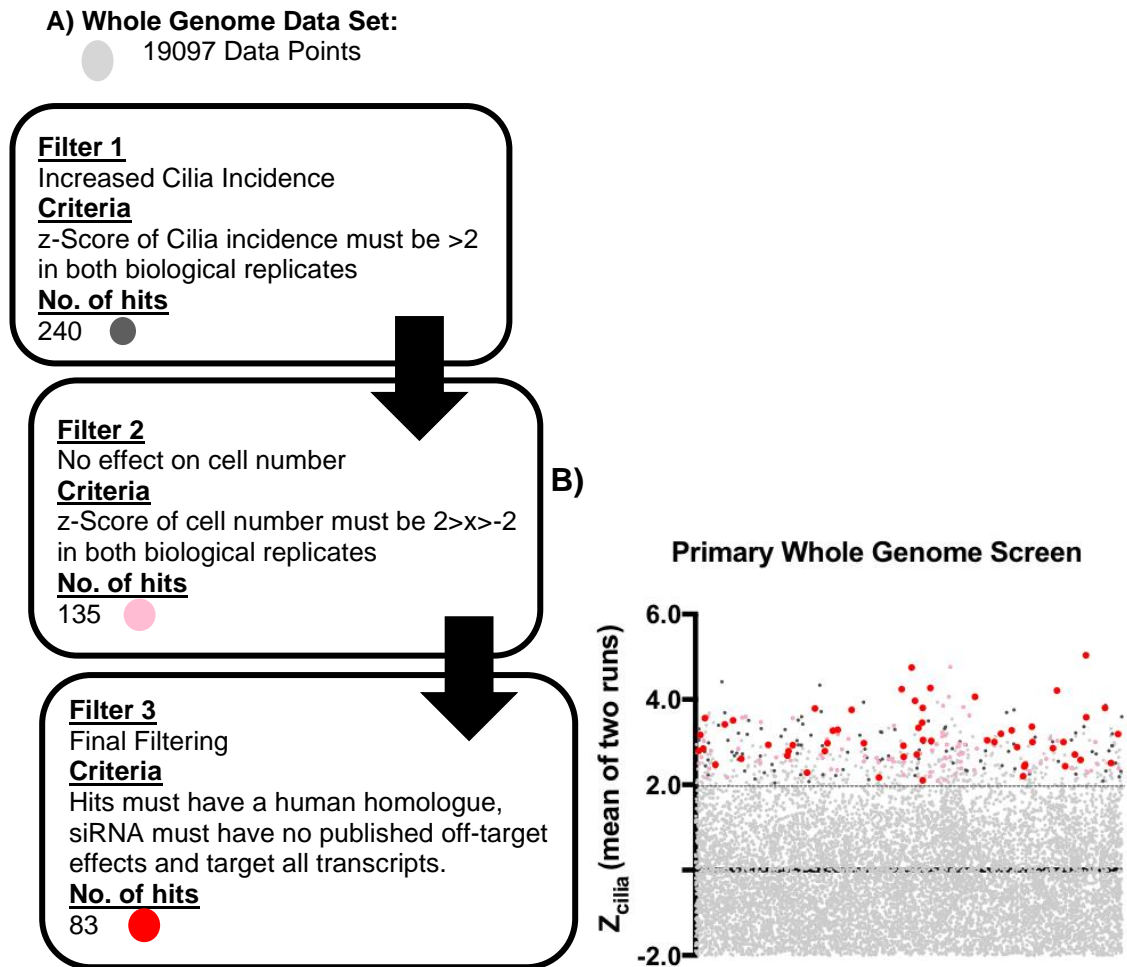 A) Whole Genome Data Set:
19097 Data Points
Filter 1
Increased Cilia Incidence
Criteria
z-Score of Cilia incidence must be >2
in both biological replicates
No. of hits
240
Filter 2
No effect on cell number
Criteria
z-Score of cell number must be 2>x>-2
in both biological replicates
No. of hits
135
Filter 3
Final Filtering
Criteria
Hits must have a human homologue,
siRNA must have no published off-target
effects and target all transcripts.
No. of hits
83
B)
Primary Whole Genome Screen
Zcilia (mean of two runs)
6.0
4.0
2.0
-2.0